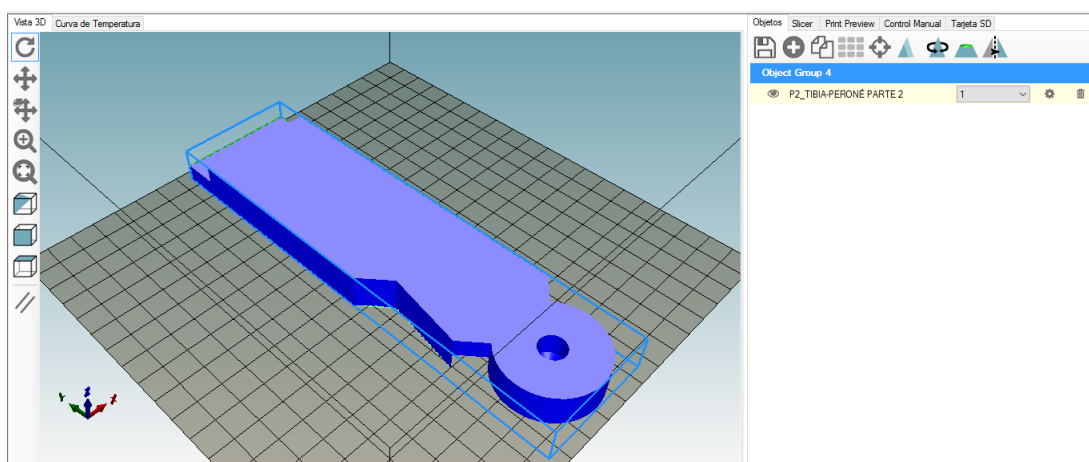 Vista 3D Curva de Temperatura
Objetos Slicer Print Preview Control Manual Tarjeta SD
Object Group 4
P2_TIBIA-PERONÉ PARTE 2 1
Y Z X